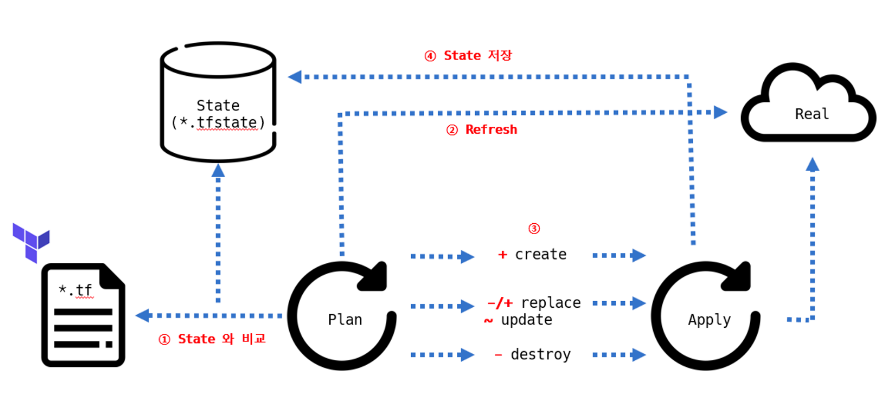 ④ State 저장
State
(*.tfstate)
Real
② Refresh
③
+ create
*.tf
-/+ replace
~ update
Plan
Apply
① State 와 비교
- destroy